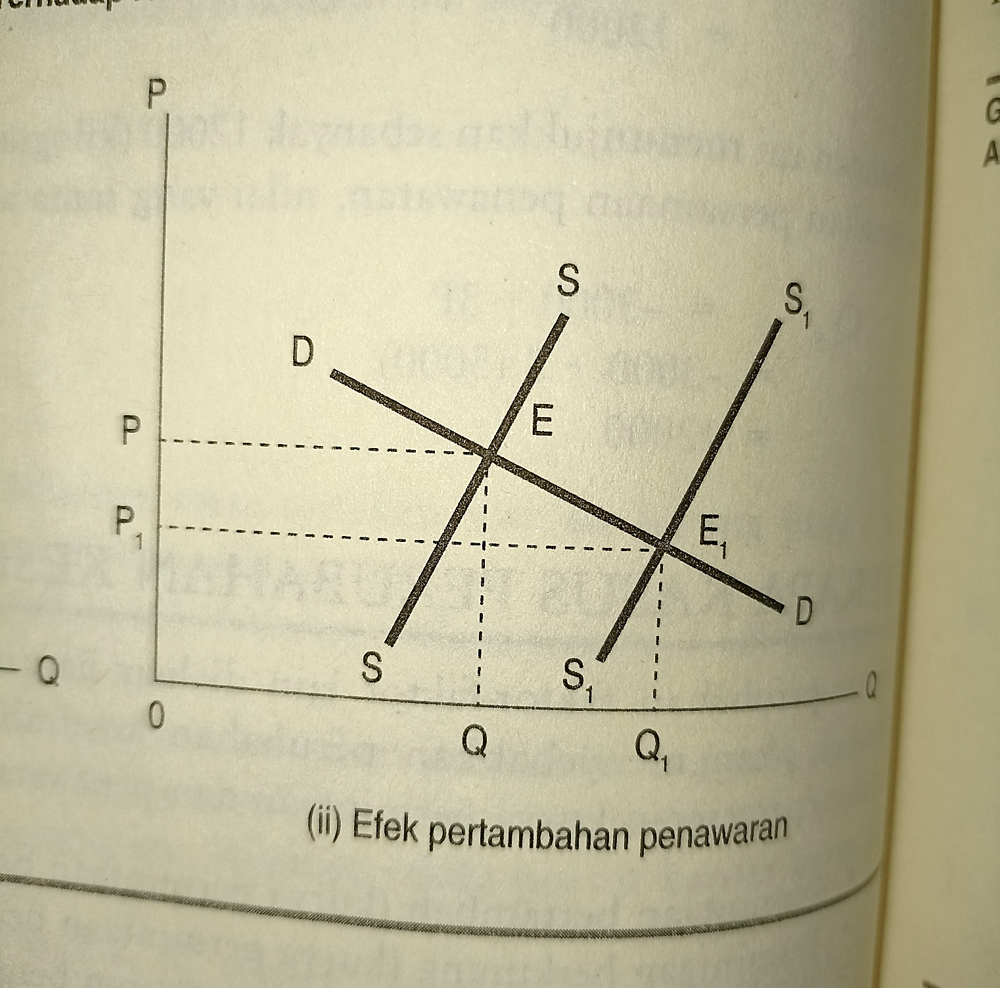 P
S
S₁
D
E
P
P₁
E₁
D
S
S₁
Q
Q
0
Q
Q₁
(ii) Efek pertambahan penawaran
G
A